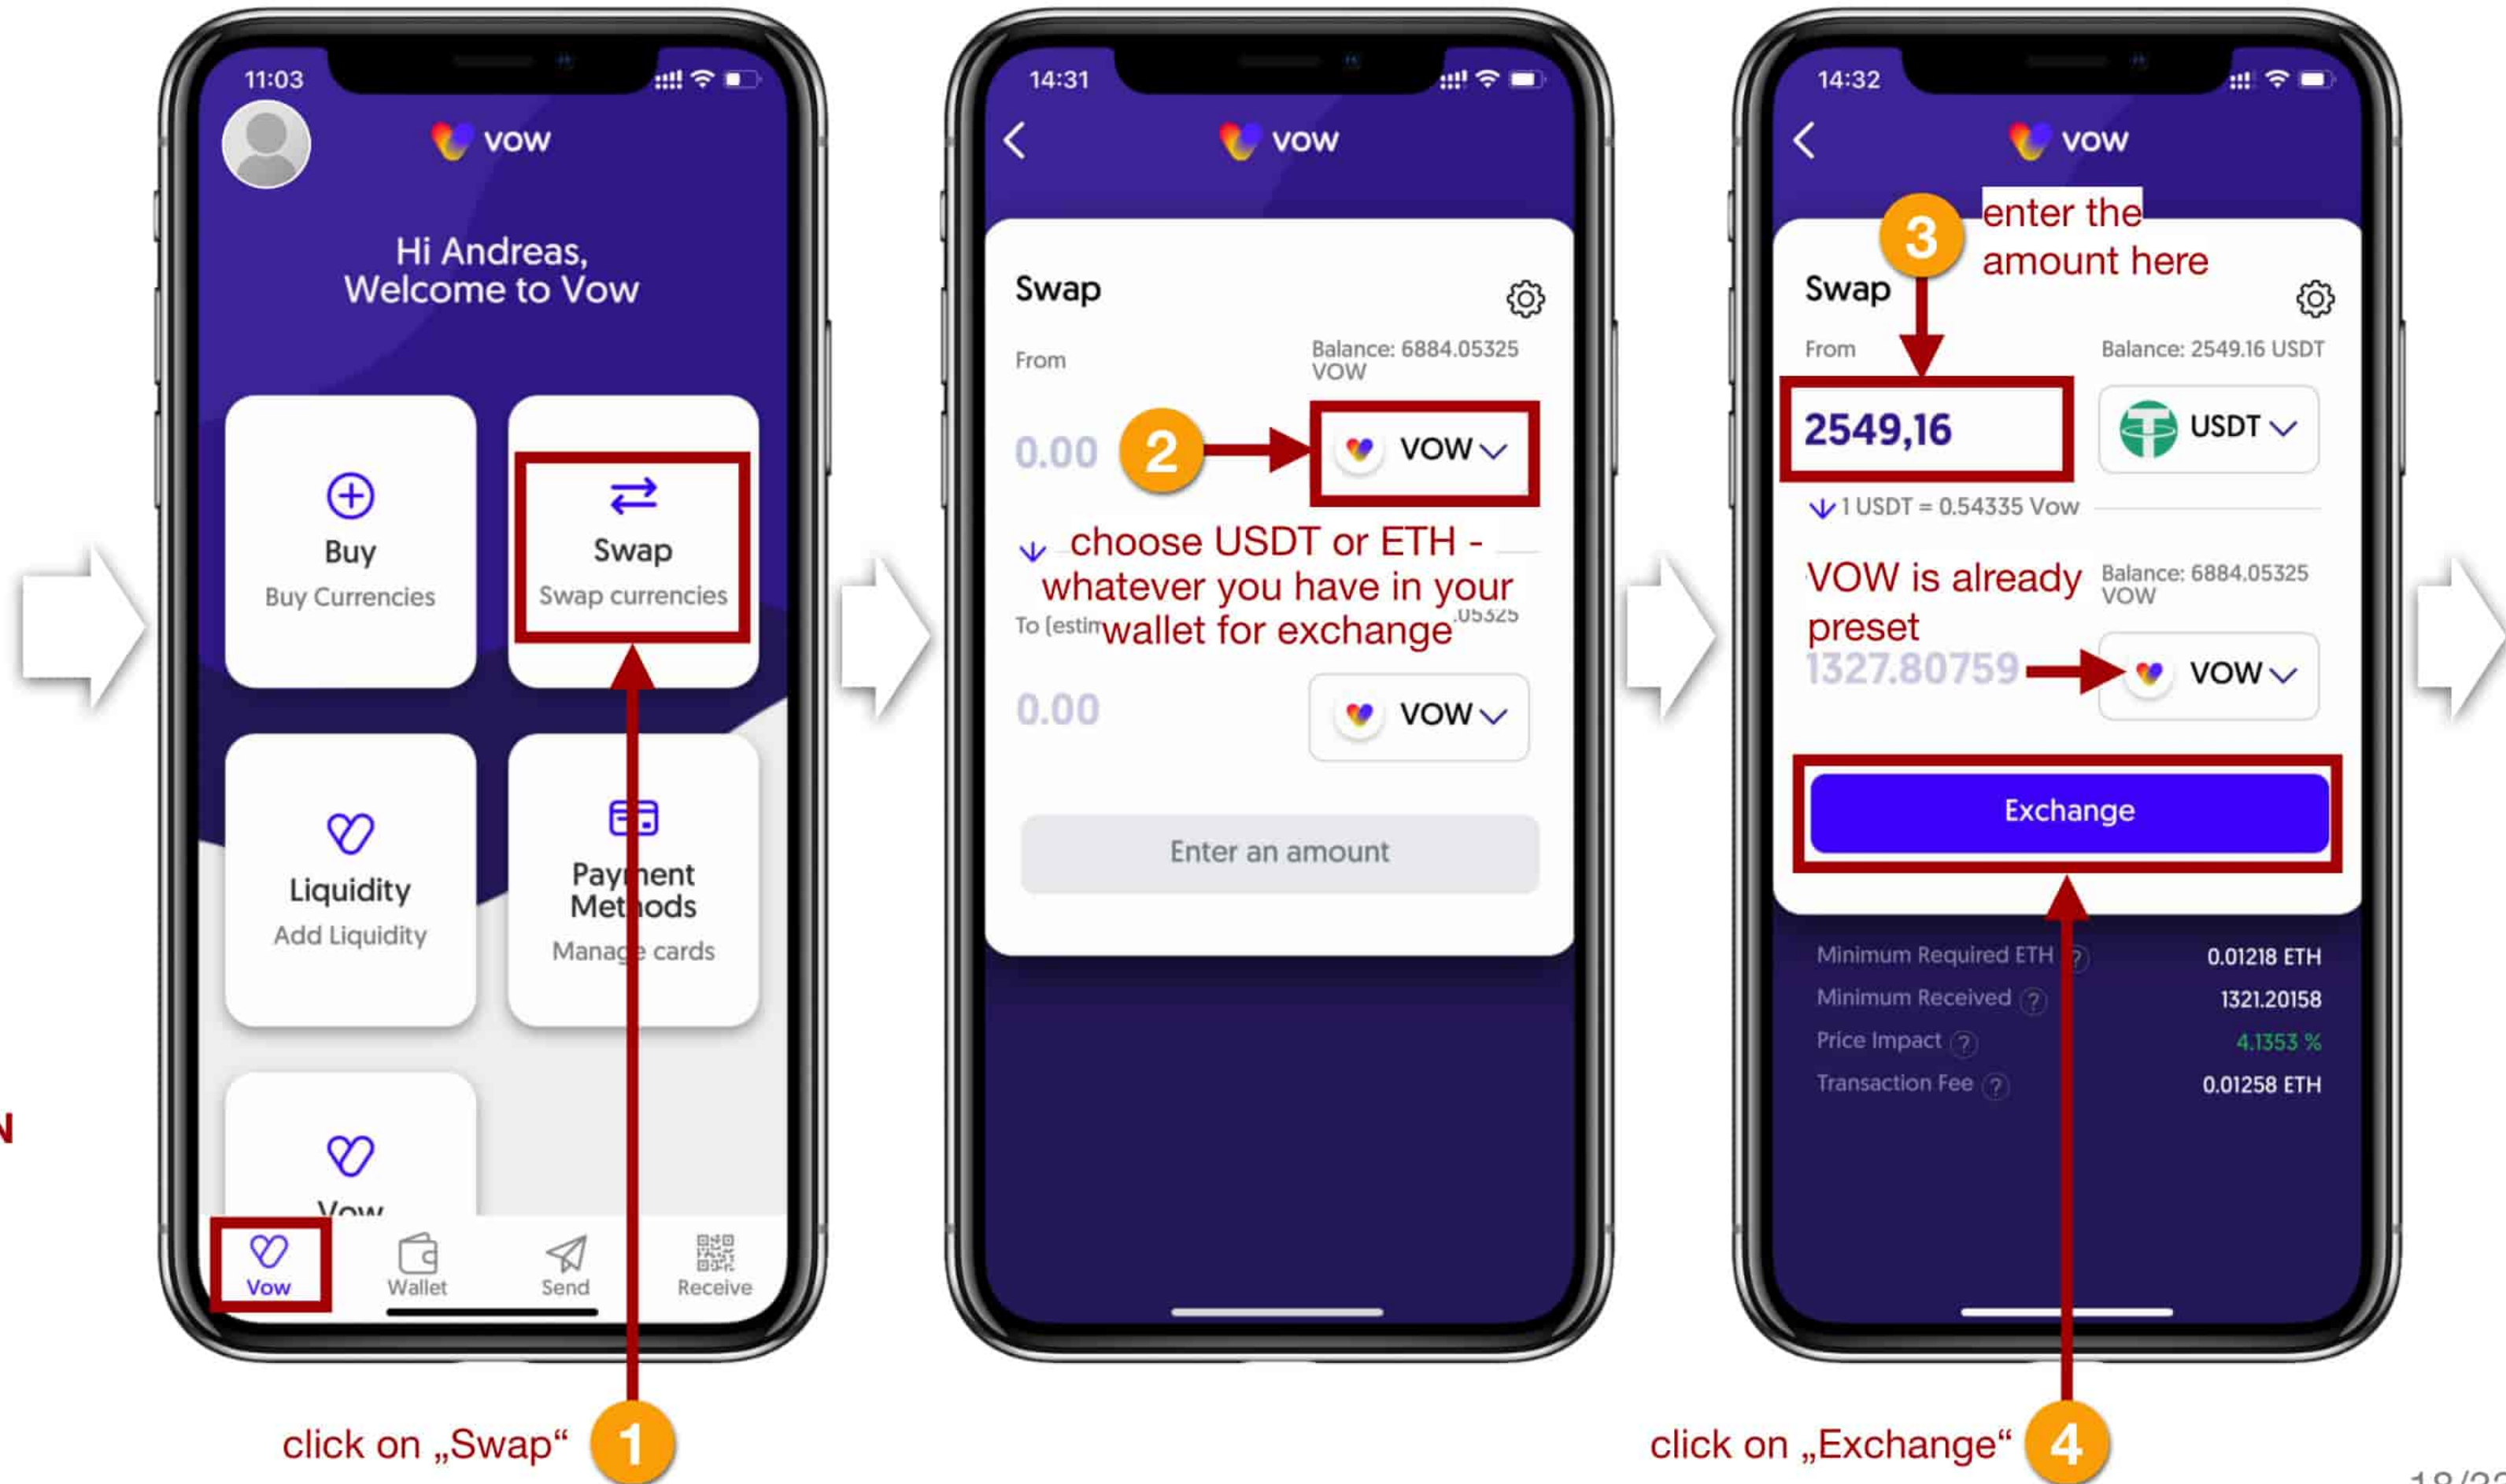 11:03
vow
Hi Andreas,
Welcome to Vow
Buy
Buy Currencies
Swap
Swap currencies
Liquidity
Add Liquidity
Payment
Methods
Manage cards
Vow
Vow
Wallet
Send
Receive
click on „Swap“
1
14:31
vow
Swap
From
Balance: 6884.05325
VOW
0.00
2
VOW
choose USDT or ETH -
whatever you have in your
wallet for exchange
To (estim
.05325
0.00
VOW
Enter an amount
14:32
vow
3
enter the
amount here
Swap
From
Balance: 2549.16 USDT
2549,16
USDT
1 USDT = 0.54335 Vow
VOW is already
preset
Balance: 6884.05325
VOW
1327.80759
VOW
Exchange
Minimum Required ETH ?
0.01218 ETH
Minimum Received ?
1321.20158
Price Impact ?
4.1353 %
Transaction Fee ?
0.01258 ETH
click on „Exchange“
4